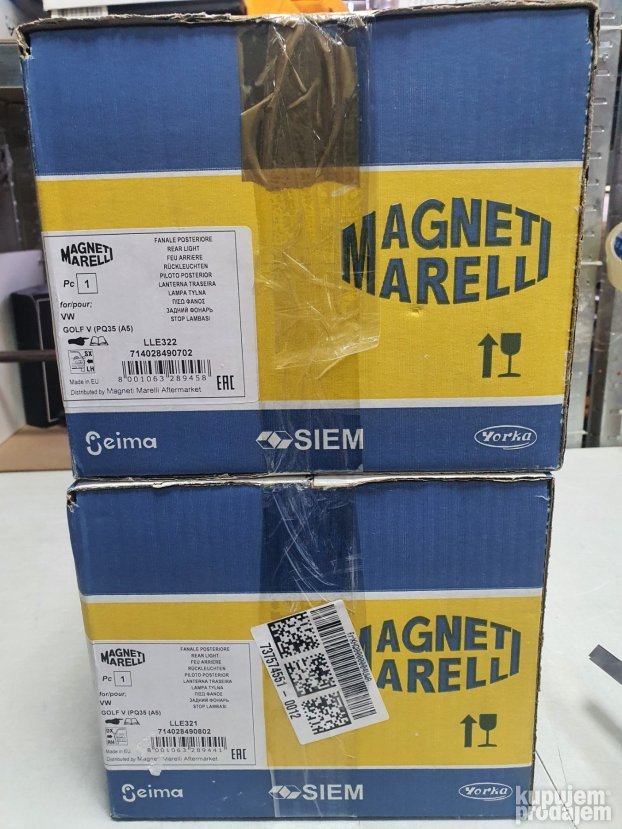 MAGNETI
MARELLI
MAGNETI
MARELLI
Pc 1
for/pour;
VW
GOLF V (PQ35 (A5)
FANALE POSTERIORE
REAR LIGHT
FEU ARRIERE
RÜCKLEUCHTEN
PILOTO POSTERIOR
LANTERNA TRASEIRA
LAMPA TYLNA
ΠΙΣΩ ΦΑΝΟΣ
ЗАДНИЙ ФОНАРЬ
STOP LAMBASI
SX
LH
LLE322
714028490702
8 001063 289458
EAC
Made in EU
Distributed by Magneti Marelli Aftermarket
Seima
SIEM
Yorka
MAGNETI
MARELLI
MAGNETI
ARELLI
Pc 1
for/pour;
VW
GOLF V (PQ35 (A5)
FANALE POSTERIORE
REAR LIGHT
FEU ARRIERE
RÜCKLEUCHTEN
PILOTO POSTERIOR
LANTERNA TRASEIRA
LAMPA TYLNA
ΠΙΣΩ ΦΑΝΟΣ
ЗАДНИЙ ФОНАРЬ
STOP LAMBASI
DX
RH
LLE321
714028490802
8 001063 289441
EAC
Made in EU
Distributed by Magneti Marelli Aftermarket
737574551 - 0012
Seima
SIEM
Yorka
kupujem
prodajem